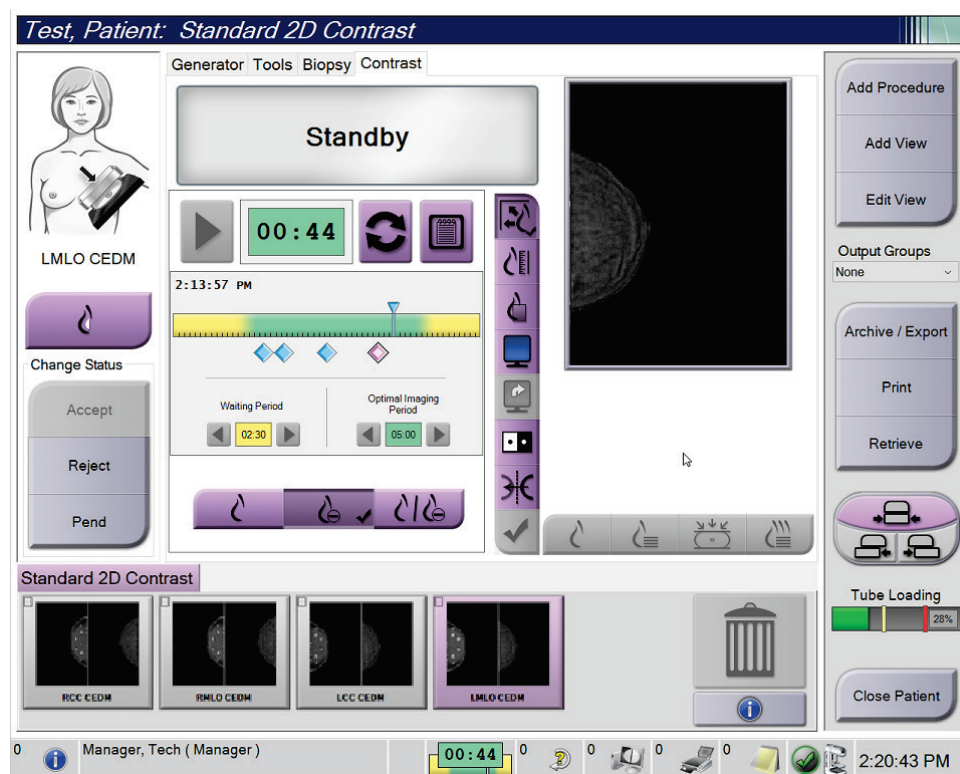 Test, Patient: Standard 2D Contrast
Generator Tools Biopsy Contrast
Standby
00:44
2:13:57 PM
Waiting Period
Optimal Imaging
Period
02:30
05:00
LMLO CEDM
Change Status
Accept
Reject
Pend
Add Procedure
Add View
Edit View
Output Groups
None
Archive / Export
Print
Retrieve
Tube Loading
28%
Close Patient
Standard 2D Contrast
RCC CEDM
RMLO CEDM
LCC CEDM
LMLO CEDM
0
Manager, Tech ( Manager )
00:44
0
0
0
0
2:20:43 PM